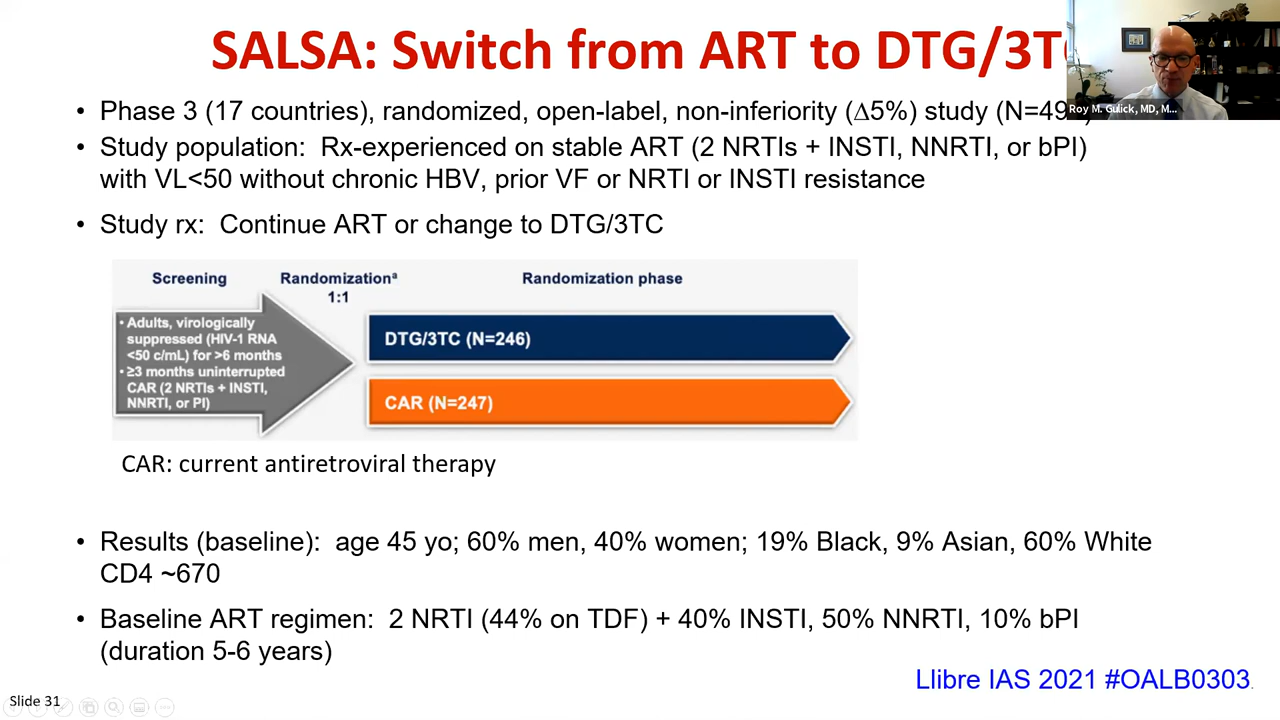 SALSA: Switch from ART to DTG/3TC
Roy M. Gulick, MD, M...
• Phase 3 (17 countries), randomized, open-label, non-inferiority (Δ5%) study (N=49
• Study population: Rx-experienced on stable ART (2 NRTIs + INSTI, NNRTI, or bPI)
with VL<50 without chronic HBV, prior VF or NRTI or INSTI resistance
• Study rx: Continue ART or change to DTG/3TC
Screening
Randomizationᵃ
1:1
Randomization phase
• Adults, virologically
suppressed (HIV-1 RNA
<50 c/mL) for >6 months
• ≥3 months uninterrupted
CAR (2 NRTIs + INSTI,
NNRTI, or PI)
DTG/3TC (N=246)
CAR (N=247)
CAR: current antiretroviral therapy
• Results (baseline): age 45 yo; 60% men, 40% women; 19% Black, 9% Asian, 60% White
CD4 ~670
• Baseline ART regimen: 2 NRTI (44% on TDF) + 40% INSTI, 50% NNRTI, 10% bPI
(duration 5-6 years)
Llibre IAS 2021 #OALB0303.
Slide 31